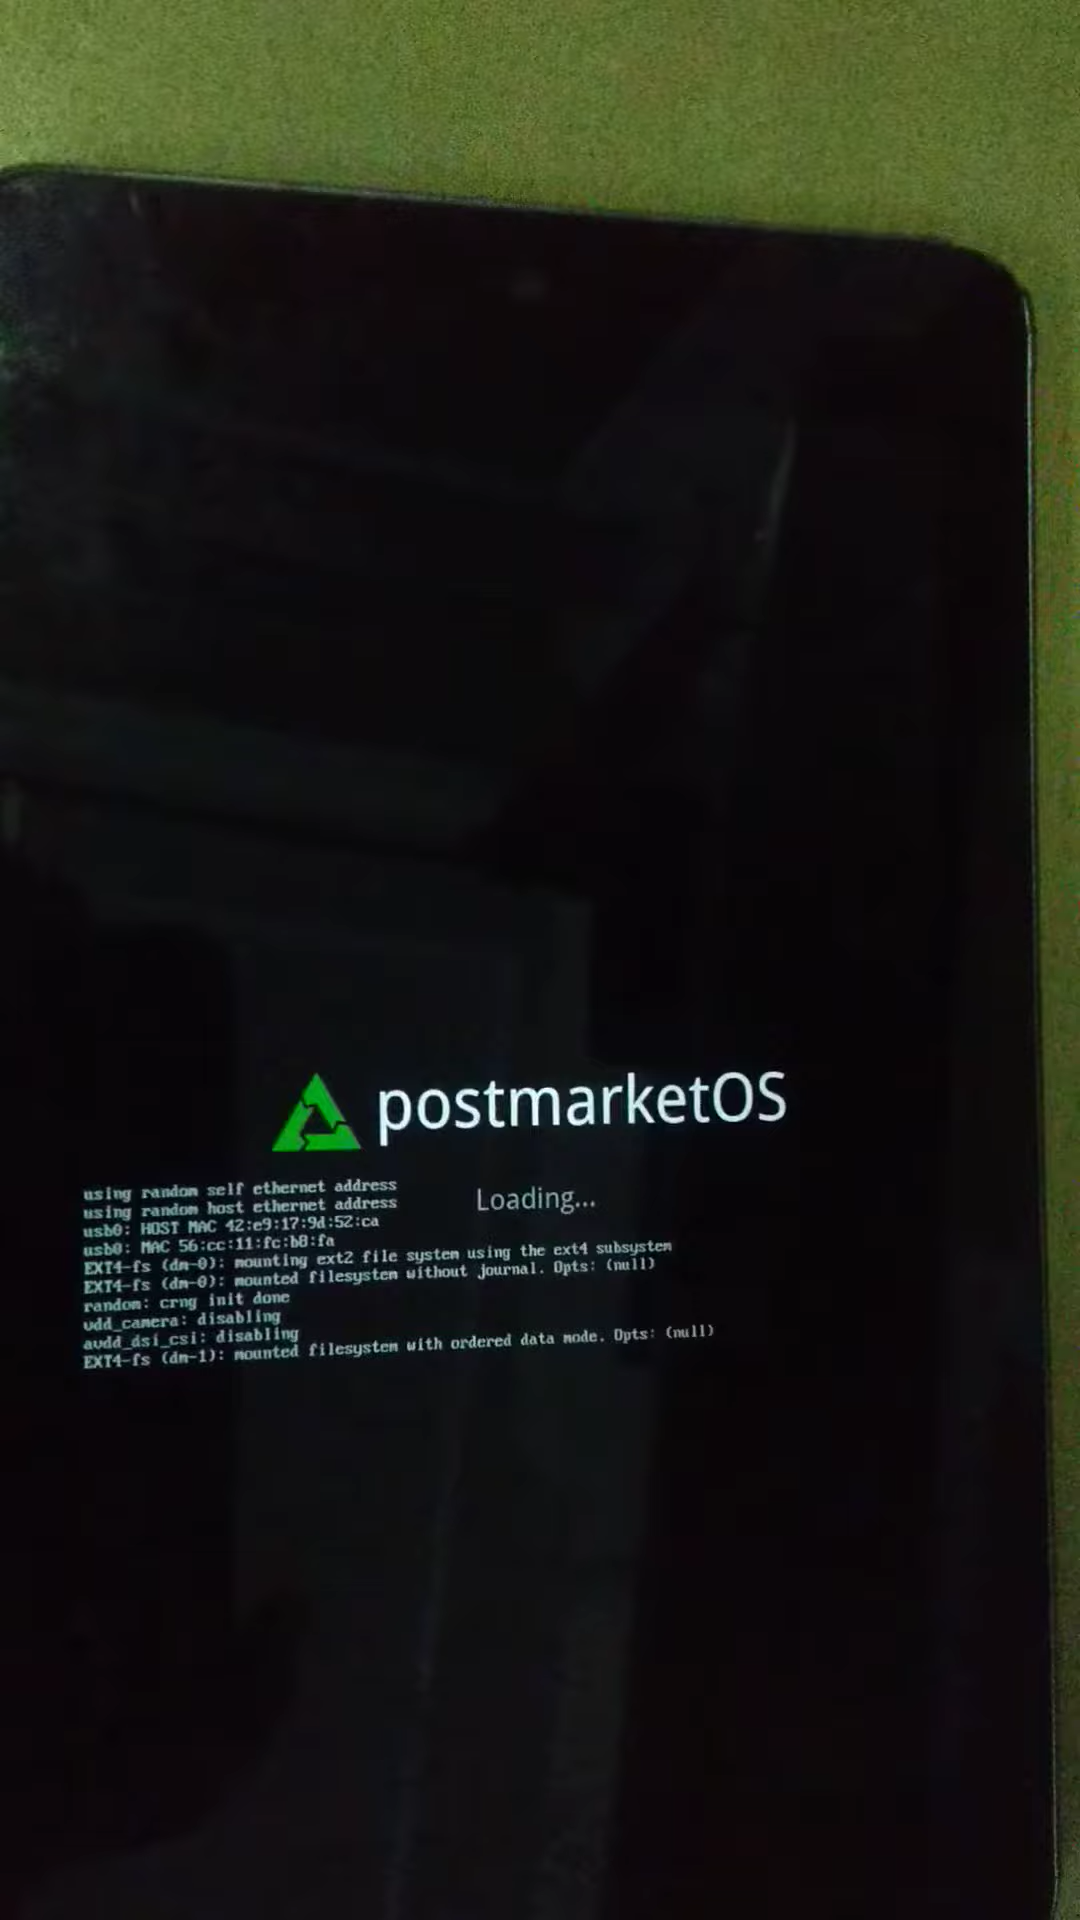 postmarketOS
Loading...
using random self ethernet address
using random host ethernet address
usb0: HOST MAC 42:e9:17:9d:52:ca
usb0: MAC 56:cc:11:fc:b8:fa
EXT4-fs (dm-0): mounting ext2 file system using the ext4 subsystem
EXT4-fs (dm-0): mounted filesystem without journal. Opts: (null)
random: crng init done
vdd_camera: disabling
avdd_dsi_csi: disabling
EXT4-fs (dm-1): mounted filesystem with ordered data mode. Opts: (null)